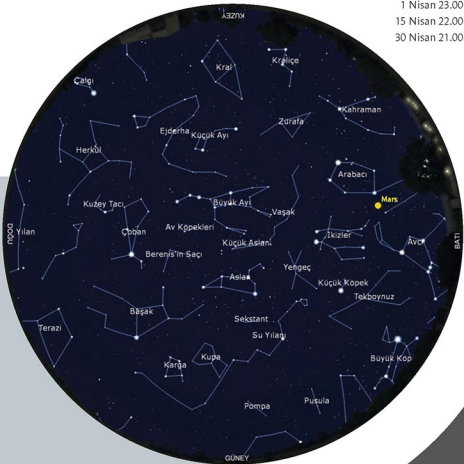 1 Nisan 23.00
15 Nisan 22.00
30 Nisan 21.00
KUZEY
Kral
Kraliçe
Çalgı
Kahraman
Zürafa
Ejderha
Küçük Ayı
Herkül
Arabacı
Mars
Kuzey Tacı
Büyük Ayı
Vaşak
Yılan
DOĞU
Çoban
Av Köpekleri
İkizler
Avcı
BATI
Küçük Aslan
Berenis'in Saçı
Yengeç
Aslan
Küçük Köpek
Tekboynuz
Başak
Sekstant
Terazi
Su Yılanı
Kupa
Karga
Büyük Köp
Pompa
Pusula
GÜNEY